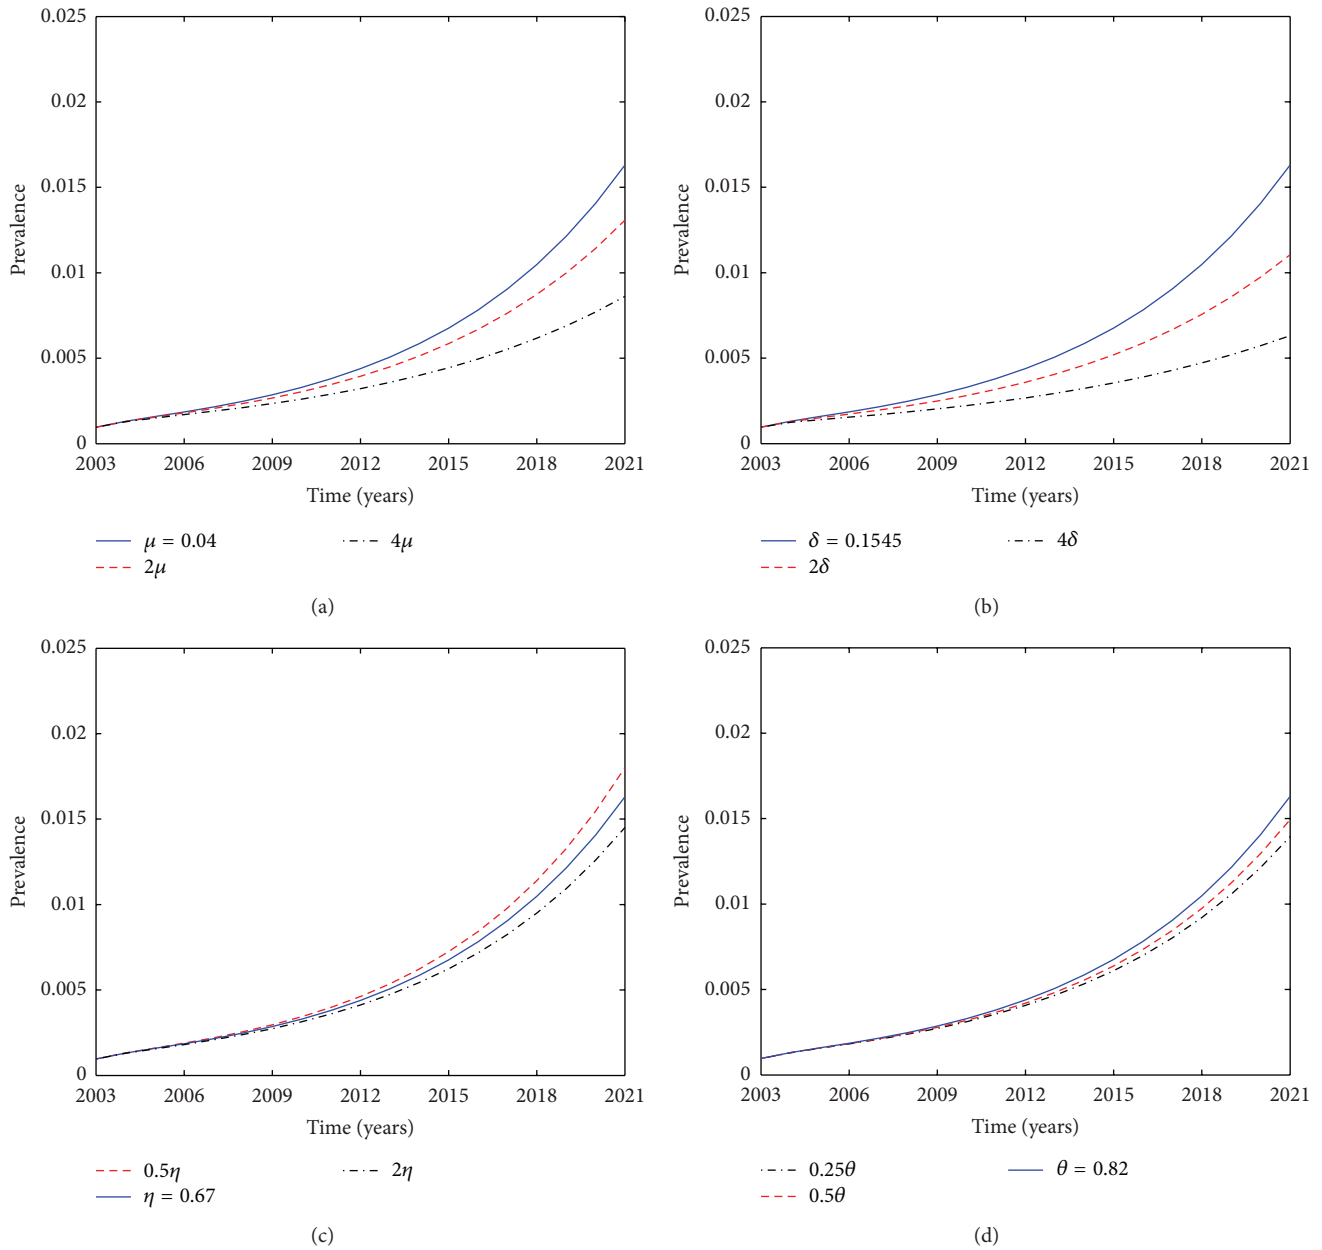 0.025
0.02
0.015
0.01
0.005
0
Prevalence
2003 2006 2009 2012 2015 2018 2021
Time (years)
μ = 0.04
2μ
4μ
(a)
0.025
0.02
0.015
0.01
0.005
0
Prevalence
2003 2006 2009 2012 2015 2018 2021
Time (years)
δ = 0.1545
2δ
4δ
(b)
0.025
0.02
0.015
0.01
0.005
0
Prevalence
2003 2006 2009 2012 2015 2018 2021
Time (years)
0.5η
η = 0.67
2η
(c)
0.025
0.02
0.015
0.01
0.005
0
Prevalence
2003 2006 2009 2012 2015 2018 2021
Time (years)
0.25θ
0.5θ
θ = 0.82
(d)